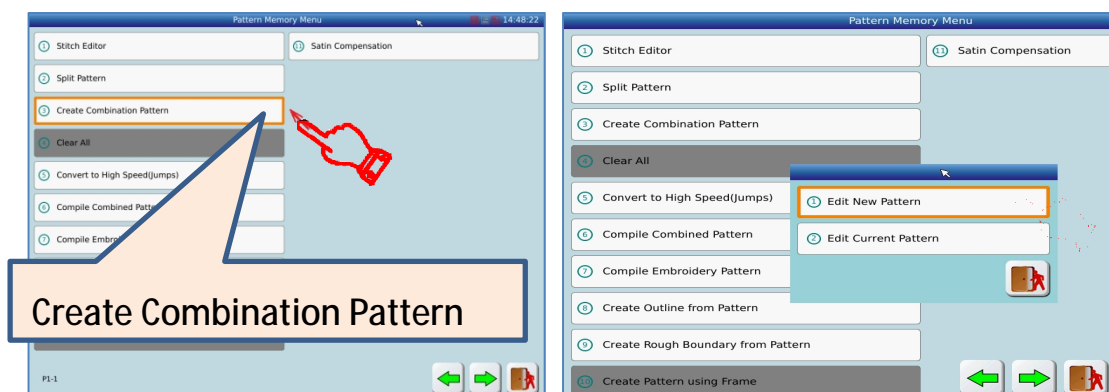 Pattern Memory Menu
14:48:22
1 Stitch Editor
11 Satin Compensation
2 Split Pattern
3 Create Combination Pattern
4 Clear All
5 Convert to High Speed(Jumps)
6 Compile Combined
7 Compile
Create Combination Pattern
P1-1
Pattern Memory Menu
1 Stitch Editor
11 Satin Compensation
2 Split Pattern
3 Create Combination Pattern
4 Clear All
5 Convert to High Speed(Jumps)
6 Compile Combined Pattern
7 Compile Embroidery Pattern
8 Create Outline from Pattern
9 Create Rough Boundary from Pattern
10 Create Pattern using Frame
1 Edit New Pattern
2 Edit Current Pattern